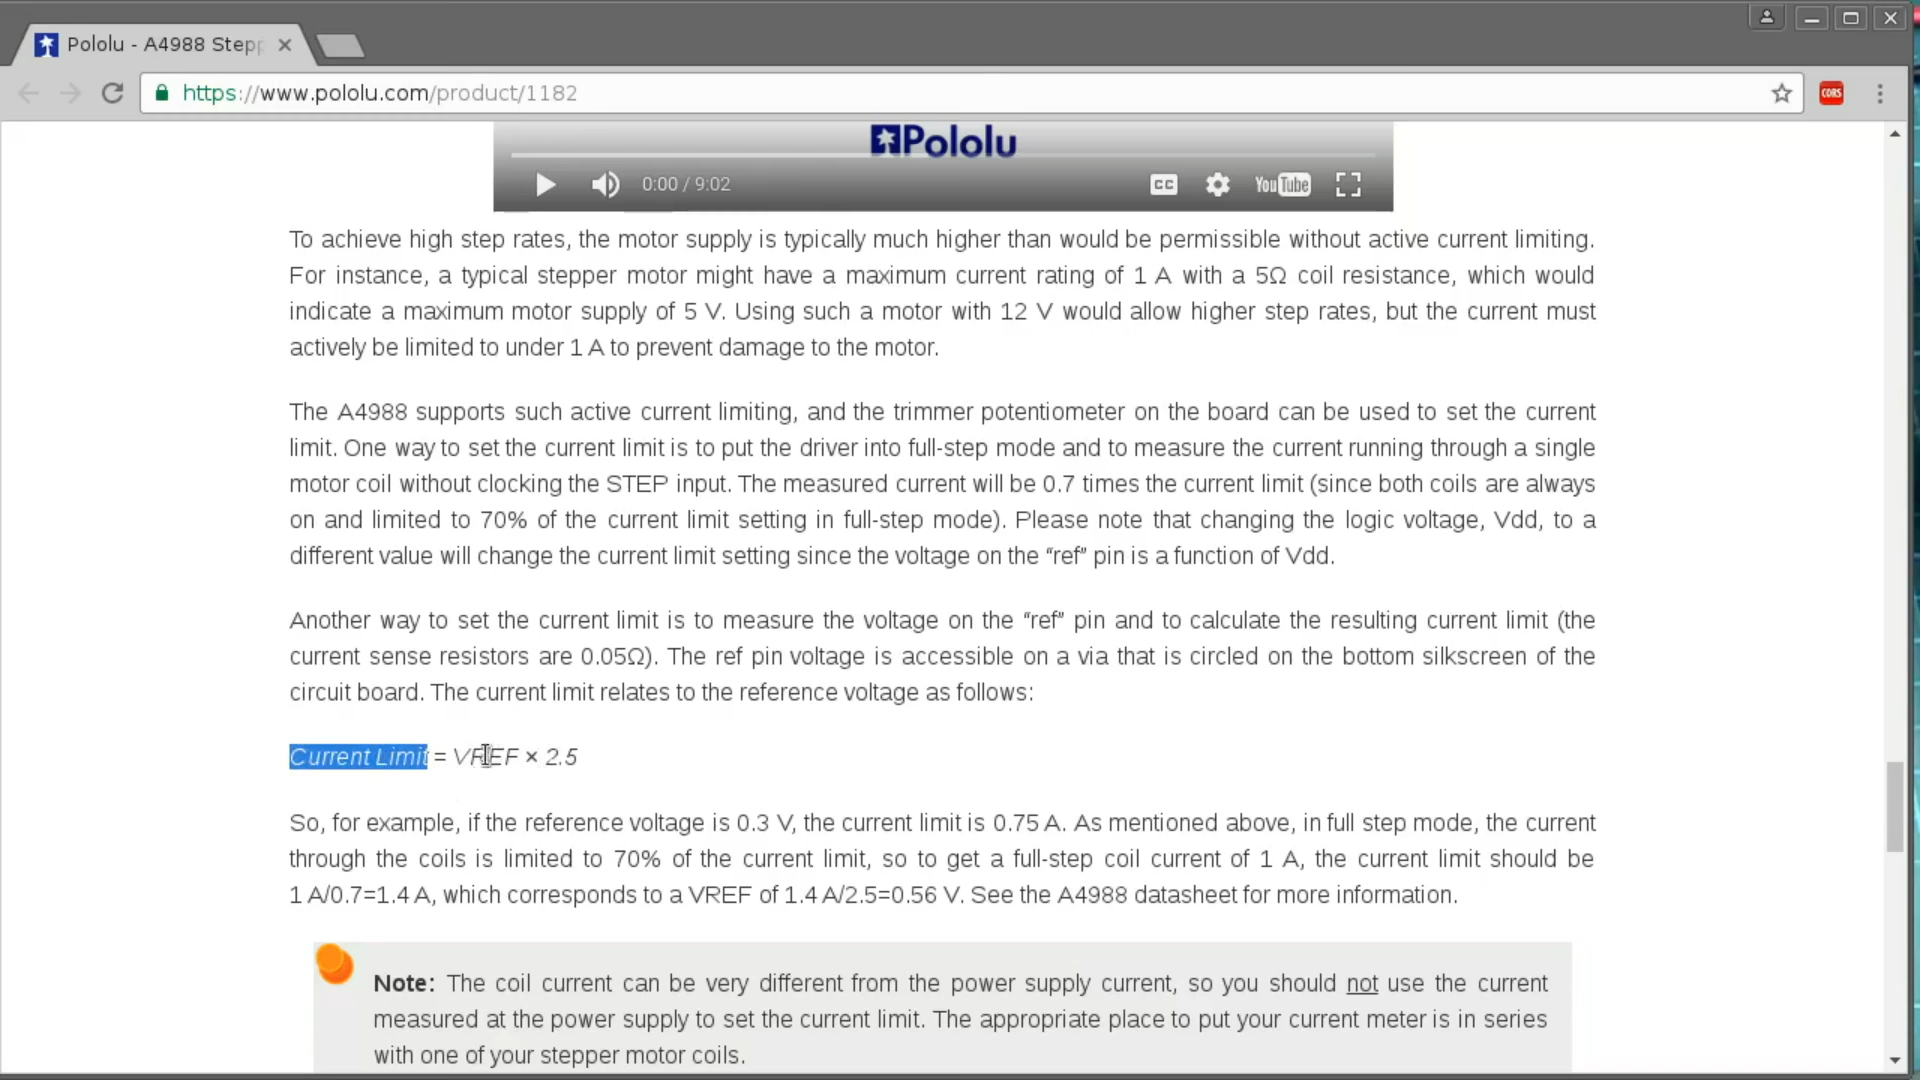 Pololu - A4988 Stepp
https://www.pololu.com/product/1182
CORS
Pololu
0:00 / 9:02
CC
YouTube
To achieve high step rates, the motor supply is typically much higher than would be permissible without active current limiting.
For instance, a typical stepper motor might have a maximum current rating of 1 A with a 5Ω coil resistance, which would
indicate a maximum motor supply of 5 V. Using such a motor with 12 V would allow higher step rates, but the current must
actively be limited to under 1 A to prevent damage to the motor.
The A4988 supports such active current limiting, and the trimmer potentiometer on the board can be used to set the current
limit. One way to set the current limit is to put the driver into full-step mode and to measure the current running through a single
motor coil without clocking the STEP input. The measured current will be 0.7 times the current limit (since both coils are always
on and limited to 70% of the current limit setting in full-step mode). Please note that changing the logic voltage, Vdd, to a
different value will change the current limit setting since the voltage on the “ref” pin is a function of Vdd.
Another way to set the current limit is to measure the voltage on the “ref” pin and to calculate the resulting current limit (the
current sense resistors are 0.05Ω). The ref pin voltage is accessible on a via that is circled on the bottom silkscreen of the
circuit board. The current limit relates to the reference voltage as follows:
Current Limit = VREF × 2.5
So, for example, if the reference voltage is 0.3 V, the current limit is 0.75 A. As mentioned above, in full step mode, the current
through the coils is limited to 70% of the current limit, so to get a full-step coil current of 1 A, the current limit should be
1 A/0.7=1.4 A, which corresponds to a VREF of 1.4 A/2.5=0.56 V. See the A4988 datasheet for more information.
Note: The coil current can be very different from the power supply current, so you should not use the current
measured at the power supply to set the current limit. The appropriate place to put your current meter is in series
with one of your stepper motor coils.